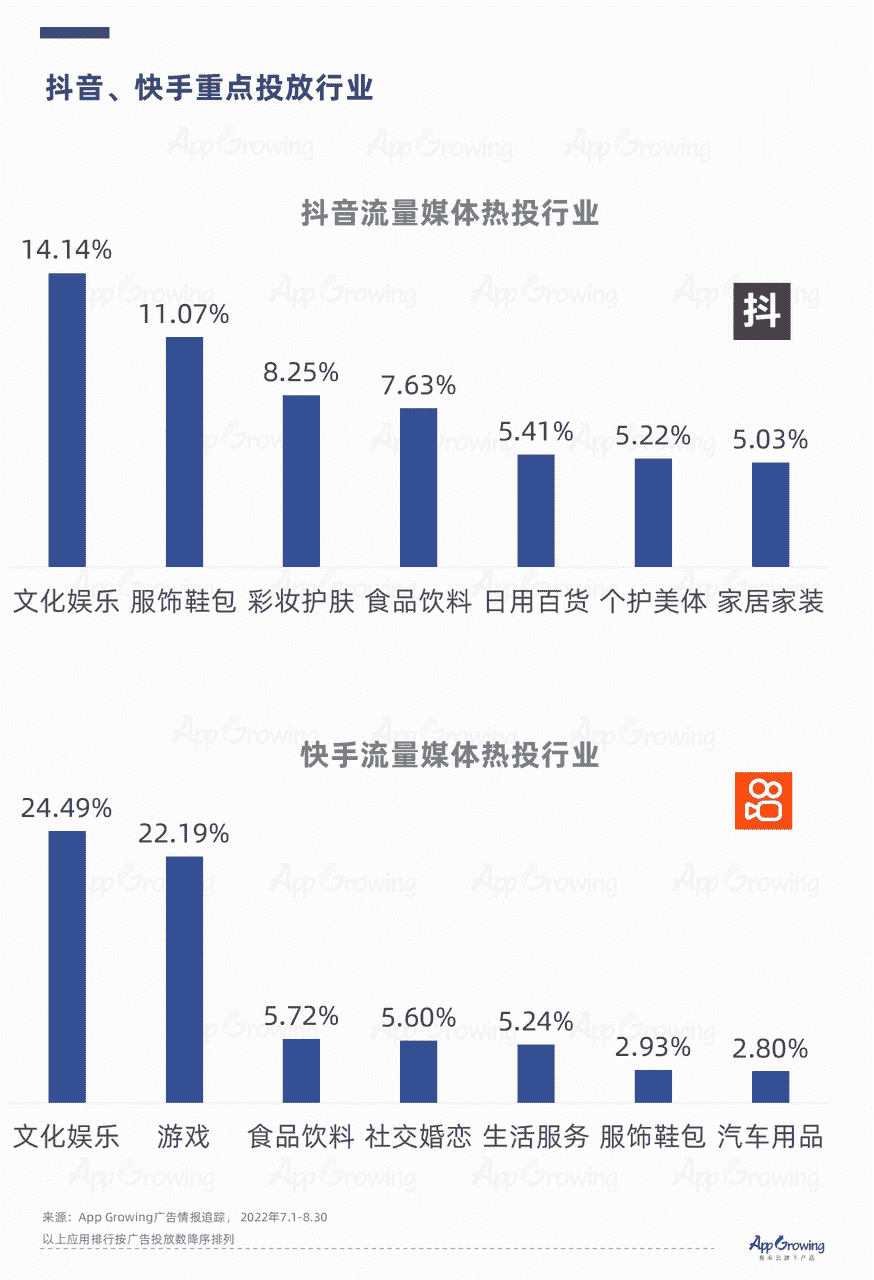 抖音、快手重点投放行业
抖音流量媒体热投行业
14.14%
11.07%
8.25%
7.63%
5.41%
5.22%
5.03%
抖
文化娱乐 服饰鞋包 彩妆护肤 食品饮料 日用百货 个护美体 家居家装
快手流量媒体热投行业
24.49%
22.19%
5.72%
5.60%
5.24%
2.93%
2.80%
文化娱乐 游戏 食品饮料 社交婚恋 生活服务 服饰鞋包 汽车用品
来源：App Growing广告情报追踪， 2022年7.1-8.30
以上应用排行按广告投放数降序排列
App Growing
有米云旗下产品